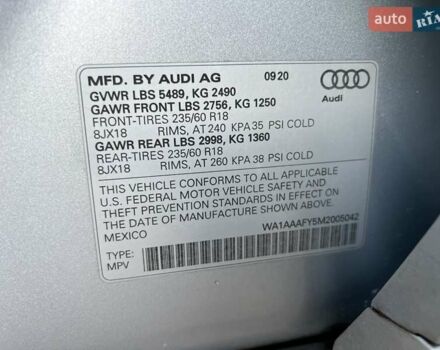 RIA.com
MFD. BY AUDI AG 09 20
GVWR LBS 5489, KG 2490
GAWR FRONT LBS 2756, KG 1250
FRONT-TIRES 235/60 R18
8JX18 RIMS, AT 240 KPA 35 PSI COLD
GAWR REAR LBS 2998, KG 1360
REAR-TIRES 235/60 R18
8JX18 RIMS, AT 260 KPA 38 PSI COLD
Audi
THIS VEHICLE CONFORMS TO ALL APPLICABLE
U.S. FEDERAL MOTOR VEHICLE SAFETY AND
THEFT PREVENTION STANDARDS IN EFFECT ON
THE DATE OF MANUFACTURE SHOWN ABOVE
MEXICO WA1AAAFY5M2005042
TYPE:
MPV